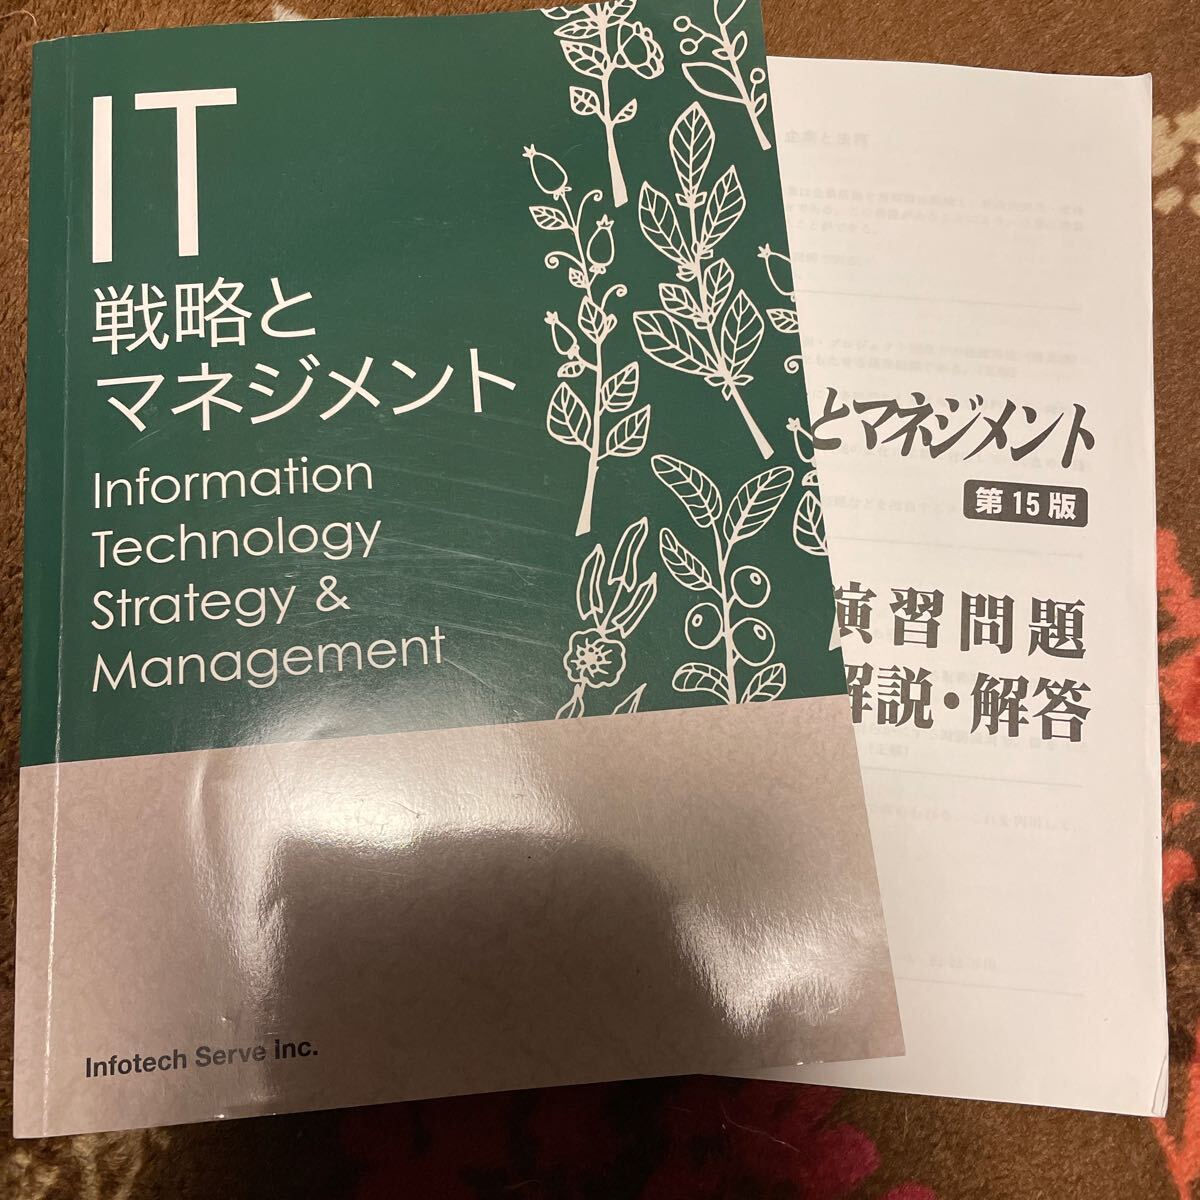 IT
戦略と
マネジメント
Information
Technology
Strategy &
Management
Infotech Serve inc.
とマネジメント
第15版
演習問題
解説・解答